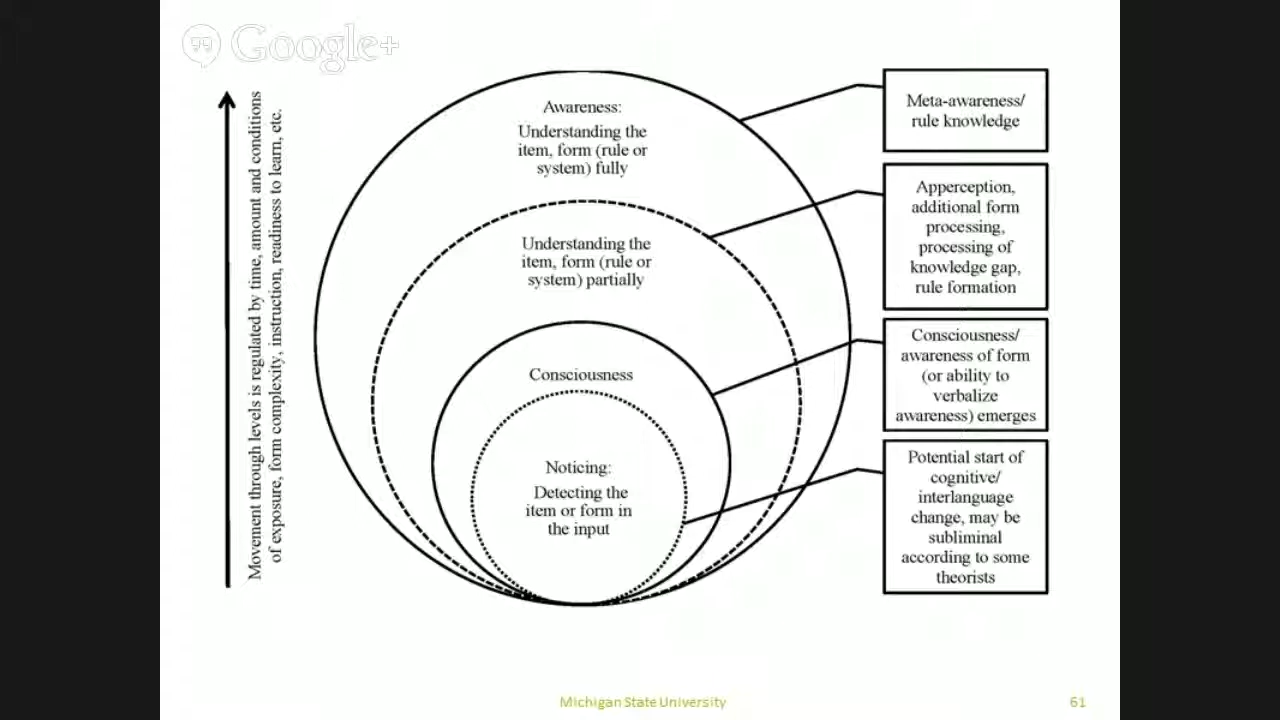 Google+
Movement through levels is regulated by time, amount and conditions
of exposure, form complexity, instruction, readiness to learn, etc.
Awareness:
Understanding the
item, form (rule or
system) fully
Understanding the
item, form (rule or
system) partially
Consciousness
Noticing:
Detecting the
item or form in
the input
Meta-awareness/
rule knowledge
Apperception,
additional form
processing,
processing of
knowledge gap,
rule formation
Consciousness/
awareness of form
(or ability to
verbalize
awareness) emerges
Potential start of
cognitive/
interlanguage
change, may be
subliminal
according to some
theorists
Michigan State University
61